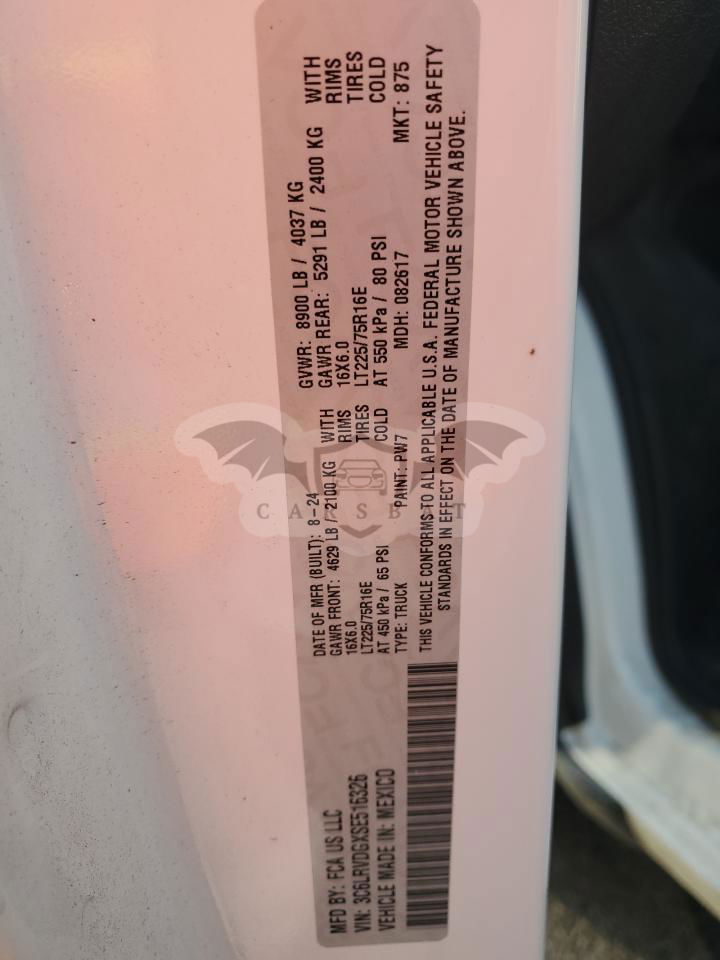 MFD BY: FCA US LLC
VIN: 3C6LRVDGXSE516326
VEHICLE MADE IN: MEXICO
DATE OF MFR (BUILT): 8-24 GVWR: 8900 LB / 4037 KG
GAWR FRONT: 4629 LB / 2100 KG WITH GAWR REAR: 5291 LB / 2400 KG WITH
16X6.0 RIMS 16X6.0 RIMS
LT225/75R16E TIRES LT225/75R16E TIRES
AT 450 kPa / 65 PSI COLD AT 550 kPa / 80 PSI COLD
TYPE: TRUCK PAINT: PW7 MDH: 082617 MKT: 875
THIS VEHICLE CONFORMS TO ALL APPLICABLE U.S.A. FEDERAL MOTOR VEHICLE SAFETY
STANDARDS IN EFFECT ON THE DATE OF MANUFACTURE SHOWN ABOVE.
CARSBAT